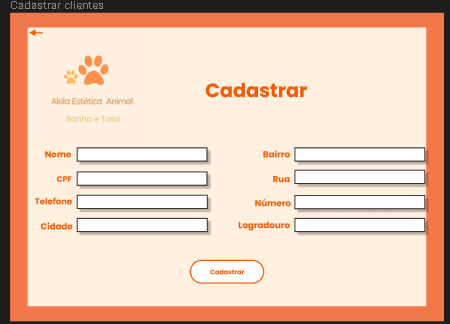 Cadastrar clientes
Akila Estética Animal
Banho e Tosa
Cadastrar
Nome
CPF
Telefone
Cidade
Bairro
Rua
Número
Logradouro
Cadastrar